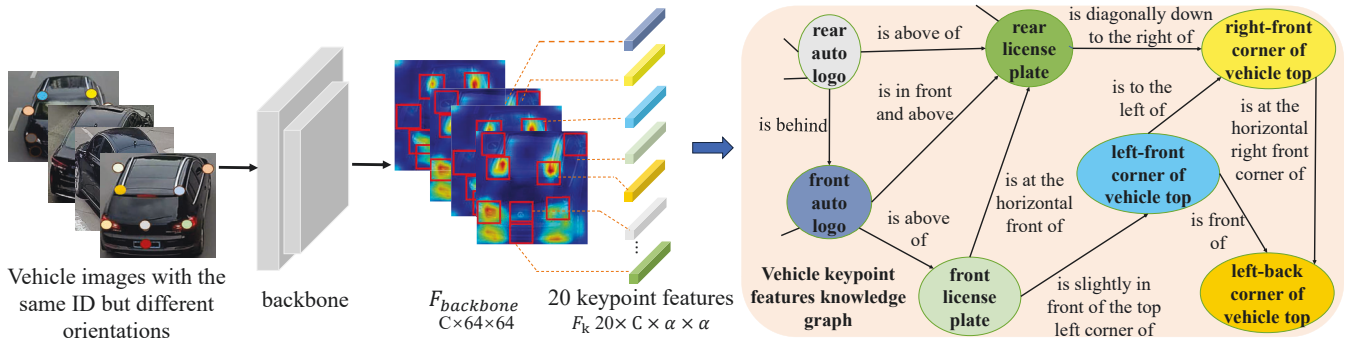 Vehicle images with the
same ID but different
orientations
backbone
F_backbone
C×64×64
20 keypoint features
F_k 20× C × α × α
rear
auto
logo
is above of
rear
license
plate
is diagonally down
to the right of
right-front
corner of
vehicle top
is behind
is in front
and above
is to the
left of
is at the
horizontal
right front
corner of
front
auto
logo
is above
of
is at the
horizontal
front of
left-front
corner of
vehicle top
is front
of
Vehicle keypoint
features knowledge
graph
front
license
plate
is slightly in
front of the top
left corner of
left-back
corner of
vehicle top